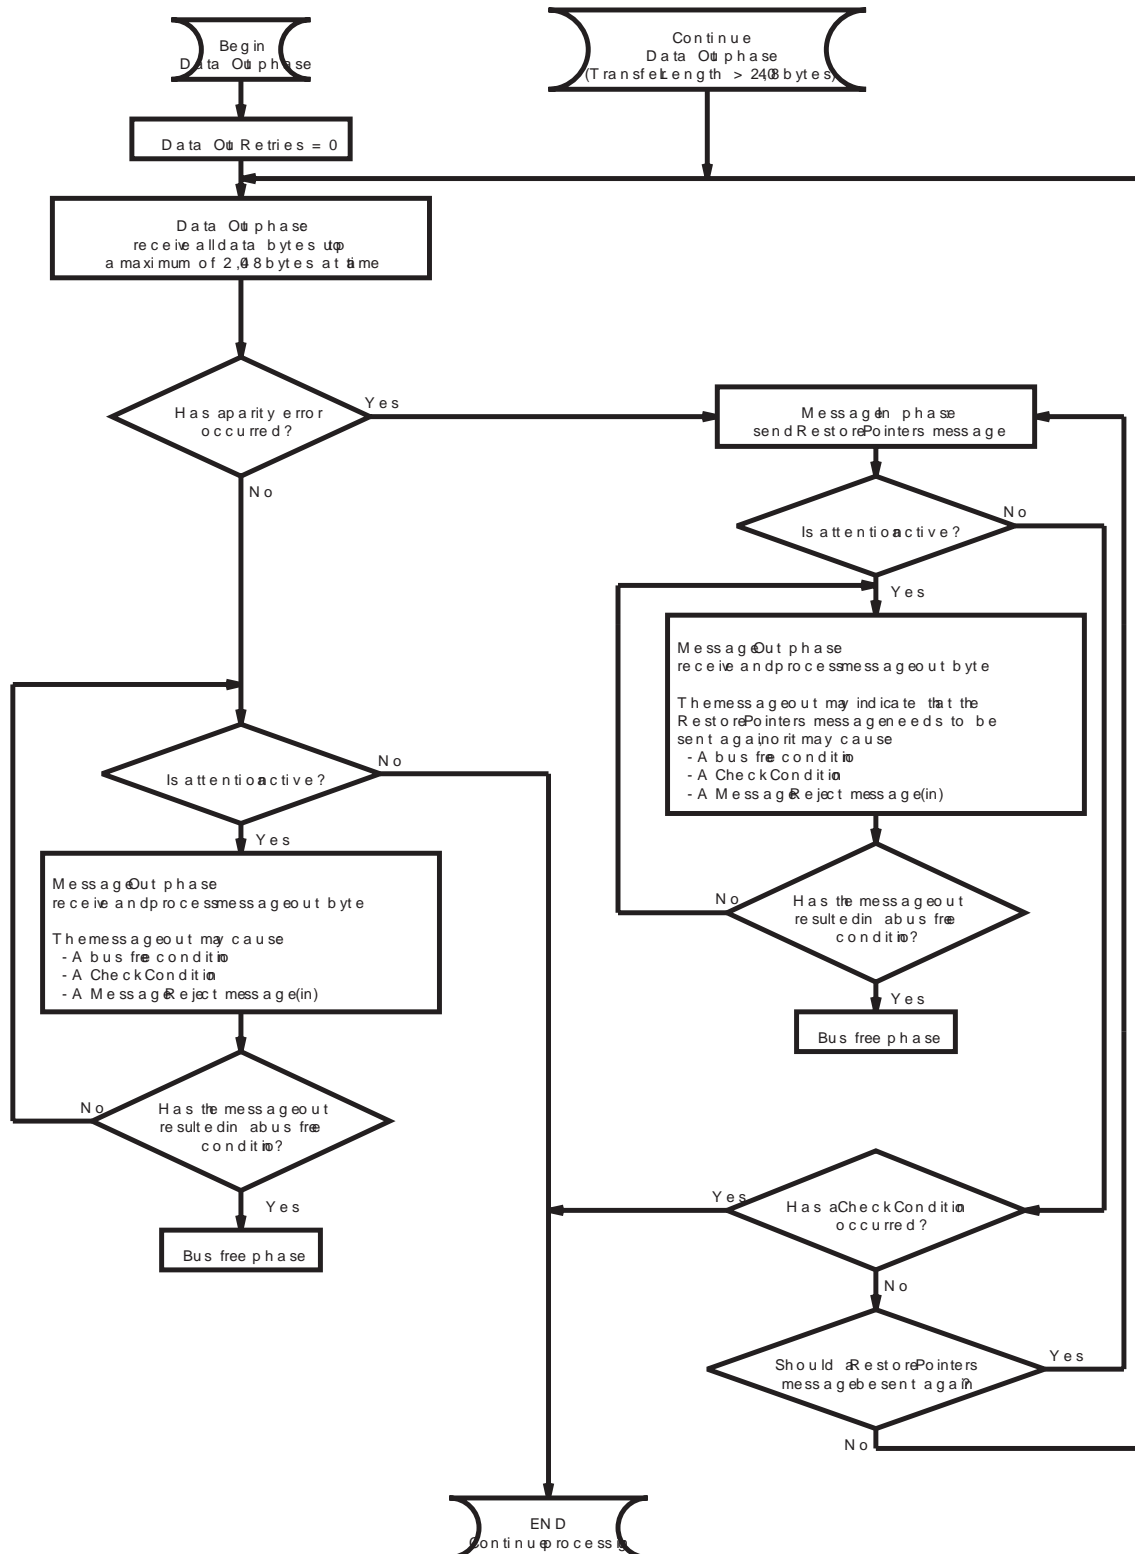 Begin
Data Out phase
Continue
Data Out phase
(Transfer Length > 2,048 bytes)
Data Out Retries = 0
Data Out phase
receive all data bytes up to
a maximum of 2,048 bytes at a time
Has a parity error
occurred?
Yes
No
Message In phase
send Restore Pointers message
Is attention active?
No
Yes
Message Out phase
receive and process message out byte
The message out may indicate that the
Restore Pointers message needs to be
sent again, or it may cause
- A bus free condition
- A Check Condition
- A Message Reject message (in)
Has the message out
resulted in a bus free
condition?
No
Yes
Bus free phase
Is attention active?
No
Yes
Message Out phase
receive and process message out byte
The message out may cause
- A bus free condition
- A Check Condition
- A Message Reject message (in)
Has the message out
resulted in a bus free
condition?
No
Yes
Bus free phase
Has a Check Condition
occurred?
Yes
No
Should a Restore Pointers
message be sent again?
Yes
No
END
Continue processing